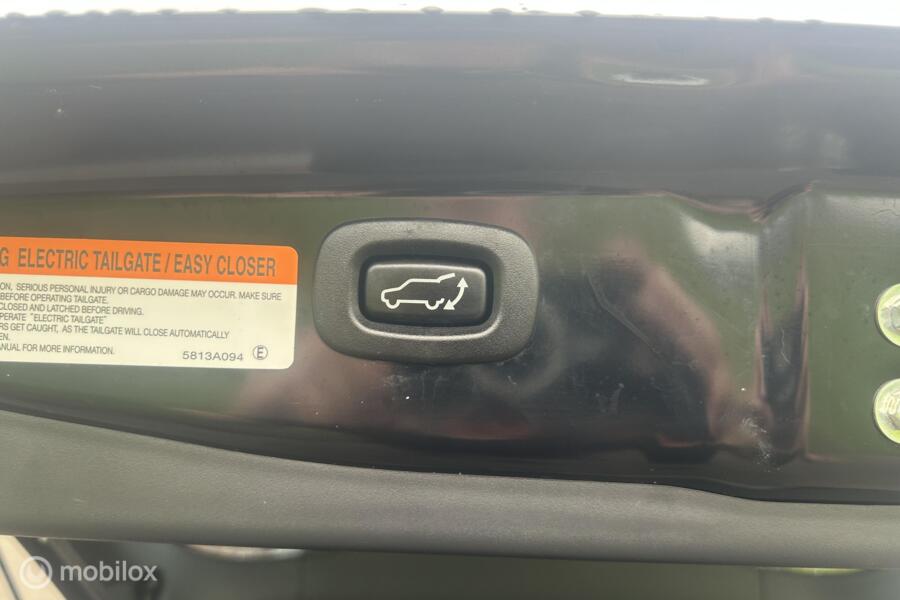 G ELECTRIC TAILGATE / EASY CLOSER
ON, SERIOUS PERSONAL INJURY OR CARGO DAMAGE MAY OCCUR. MAKE SURE
BEFORE OPERATING TAILGATE.
CLOSED AND LATCHED BEFORE DRIVING.
PERATE "ELECTRIC TAILGATE"
RS GET CAUGHT, AS THE TAILGATE WILL CLOSE AUTOMATICALLY
EN.
ANUAL FOR MORE INFORMATION.
5813A094 E
mobilox